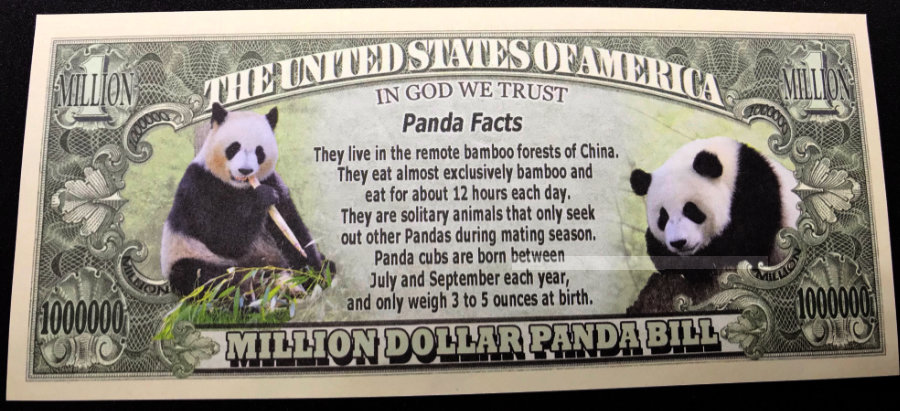 1
MILLION
THE UNITED STATES OF AMERICA
1
MILLION
IN GOD WE TRUST
Panda Facts
They live in the remote bamboo forests of China.
They eat almost exclusively bamboo and
eat for about 12 hours each day.
They are solitary animals that only seek
out other Pandas during mating season.
Panda cubs are born between
July and September each year,
and only weigh 3 to 5 ounces at birth.
MILLION
MILLION
1000000
1000000
MILLION DOLLAR PANDA BILL